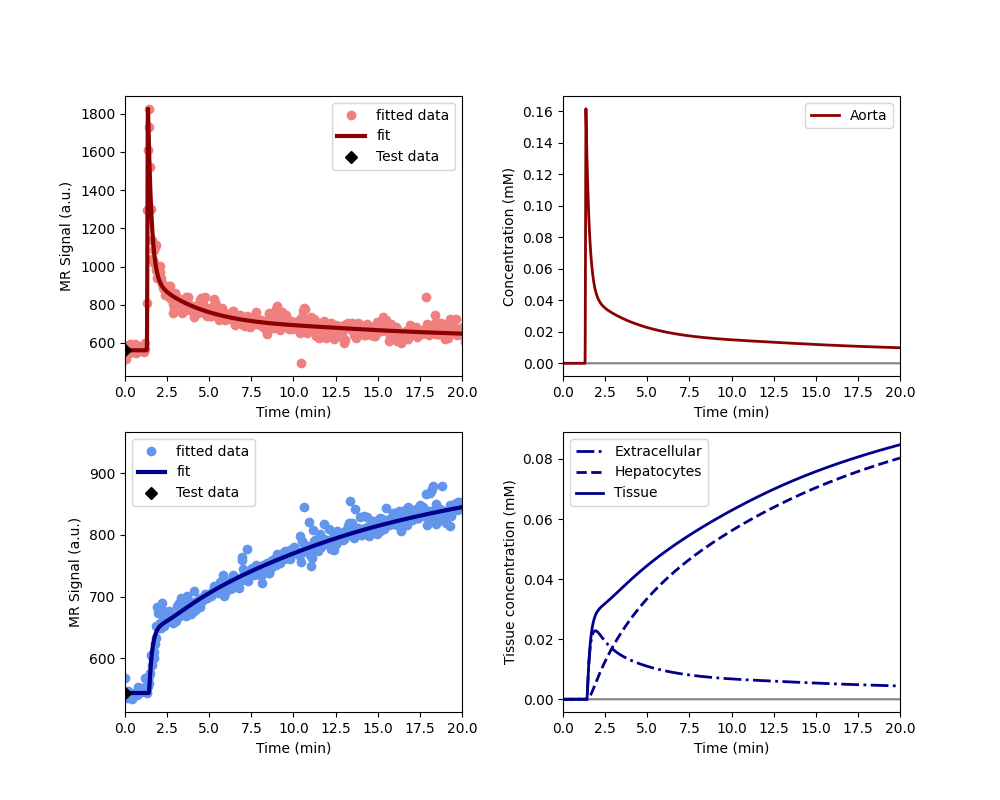 MR Signal (a.u.)
1800
1600
1400
1200
1000
800
600
fitted data
fit
Test data
0.0 2.5 5.0 7.5 10.0 12.5 15.0 17.5 20.0
Time (min)
Concentration (mM)
0.16
0.14
0.12
0.10
0.08
0.06
0.04
0.02
0.00
Aorta
0.0 2.5 5.0 7.5 10.0 12.5 15.0 17.5 20.0
Time (min)
MR Signal (a.u.)
900
800
700
600
fitted data
fit
Test data
0.0 2.5 5.0 7.5 10.0 12.5 15.0 17.5 20.0
Time (min)
Tissue concentration (mM)
0.08
0.06
0.04
0.02
0.00
Extracellular
Hepatocytes
Tissue
0.0 2.5 5.0 7.5 10.0 12.5 15.0 17.5 20.0
Time (min)